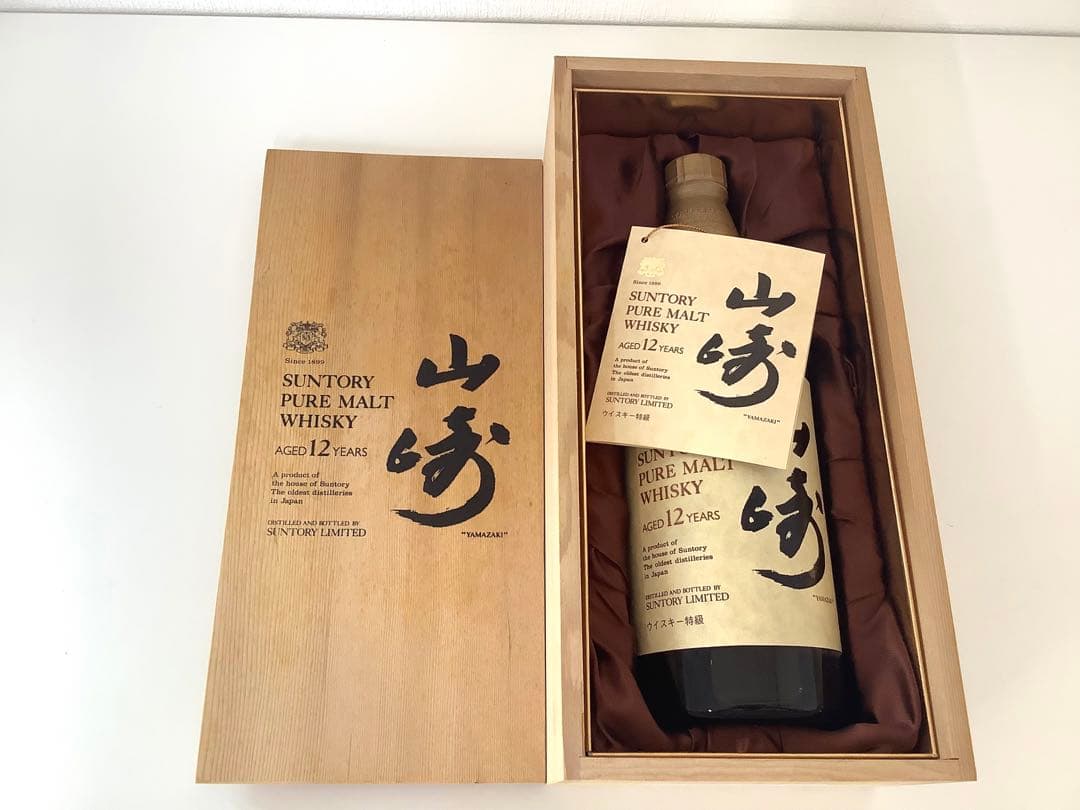 Since 1899
SUNTORY
PURE MALT
WHISKY
AGED 12 YEARS
A product of
the house of Suntory
The oldest distilleries
in Japan
DISTILLED AND BOTTLED BY
SUNTORY LIMITED
山崎
"YAMAZAKI"
Since 1899
SUNTORY
PURE MALT
WHISKY
AGED 12 YEARS
A product of
the house of Suntory
The oldest distilleries
in Japan
DISTILLED AND BOTTLED BY
SUNTORY LIMITED
ウイスキー特級
山崎
"YAMAZAKI"
PURE MALT
WHISKY
AGED 12 YEARS
A product of
the house of Suntory
The oldest distilleries
in Japan
DISTILLED AND BOTTLED BY
SUNTORY LIMITED
ウイスキー特級
崎